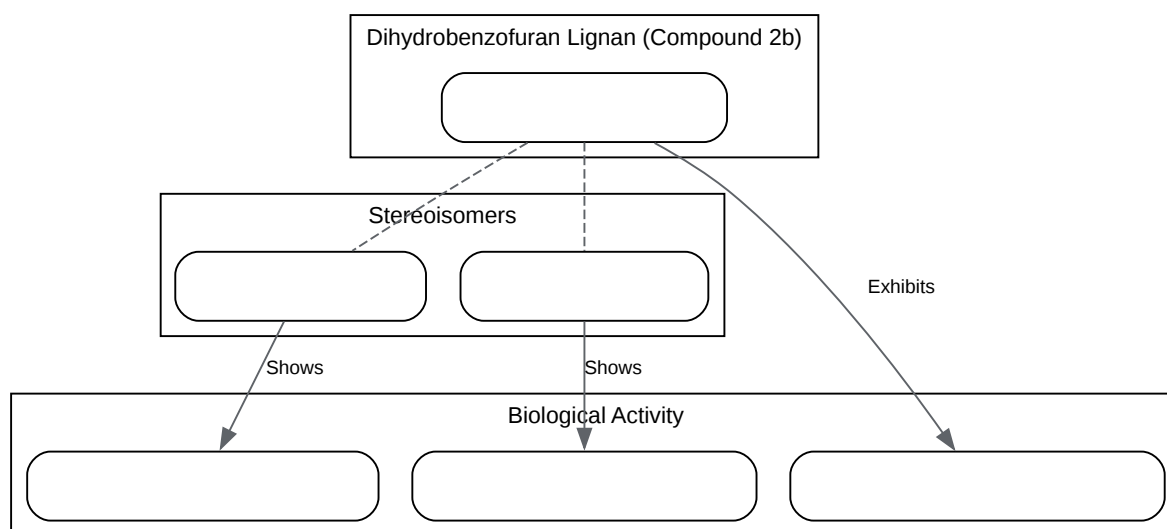 Dihydrobenzofuran Lignan (Compound 2b)
Stereoisomers
Exhibits
Shows
Shows
Biological Activity